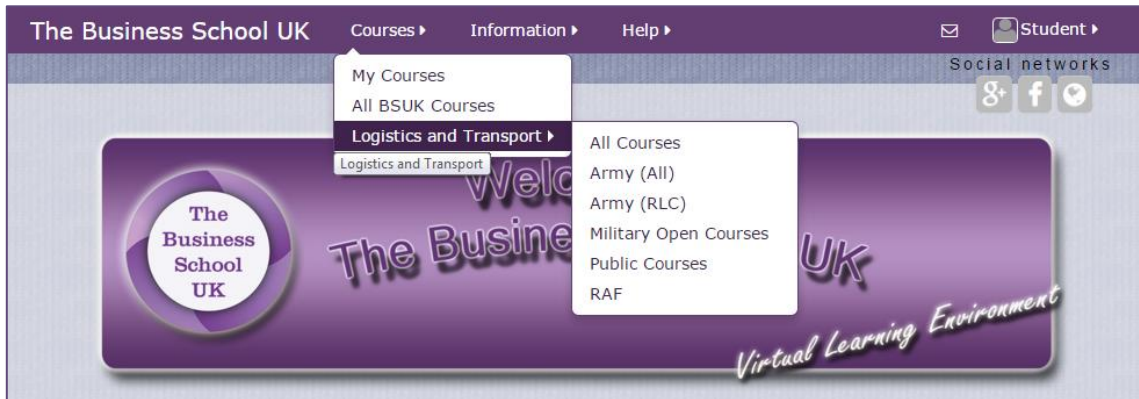 The Business School UK Courses Information Help Student
Social networks
My Courses
All BSUK Courses
Logistics and Transport
Logistics and Transport
All Courses
Army (All)
Army (RLC)
Military Open Courses
Public Courses
RAF
The
Business
School
UK
The UK
Virtual Learning Environment